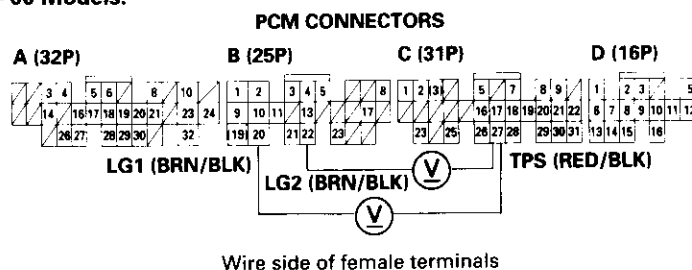 00 Models:
PCM CONNECTORS
A (32P) B (25P) C (31P) D (16P)
3 4 5 6 8 10 1 2 3 4 5 8 1 2 (3) 5 7 8 9 1 2 3 5
14 16 17 18 19 20 21 23 24 9 10 11 13 17 16 17 18 19 20 21 22 6 7 8 9 10 11 12
26 27 28 29 30 32 (19) 20 21 22 23 23 25 26 27 28 29 30 31 13 14 15 16
LG1 (BRN/BLK) LG2 (BRN/BLK) V TPS (RED/BLK)
V
Wire side of female terminals